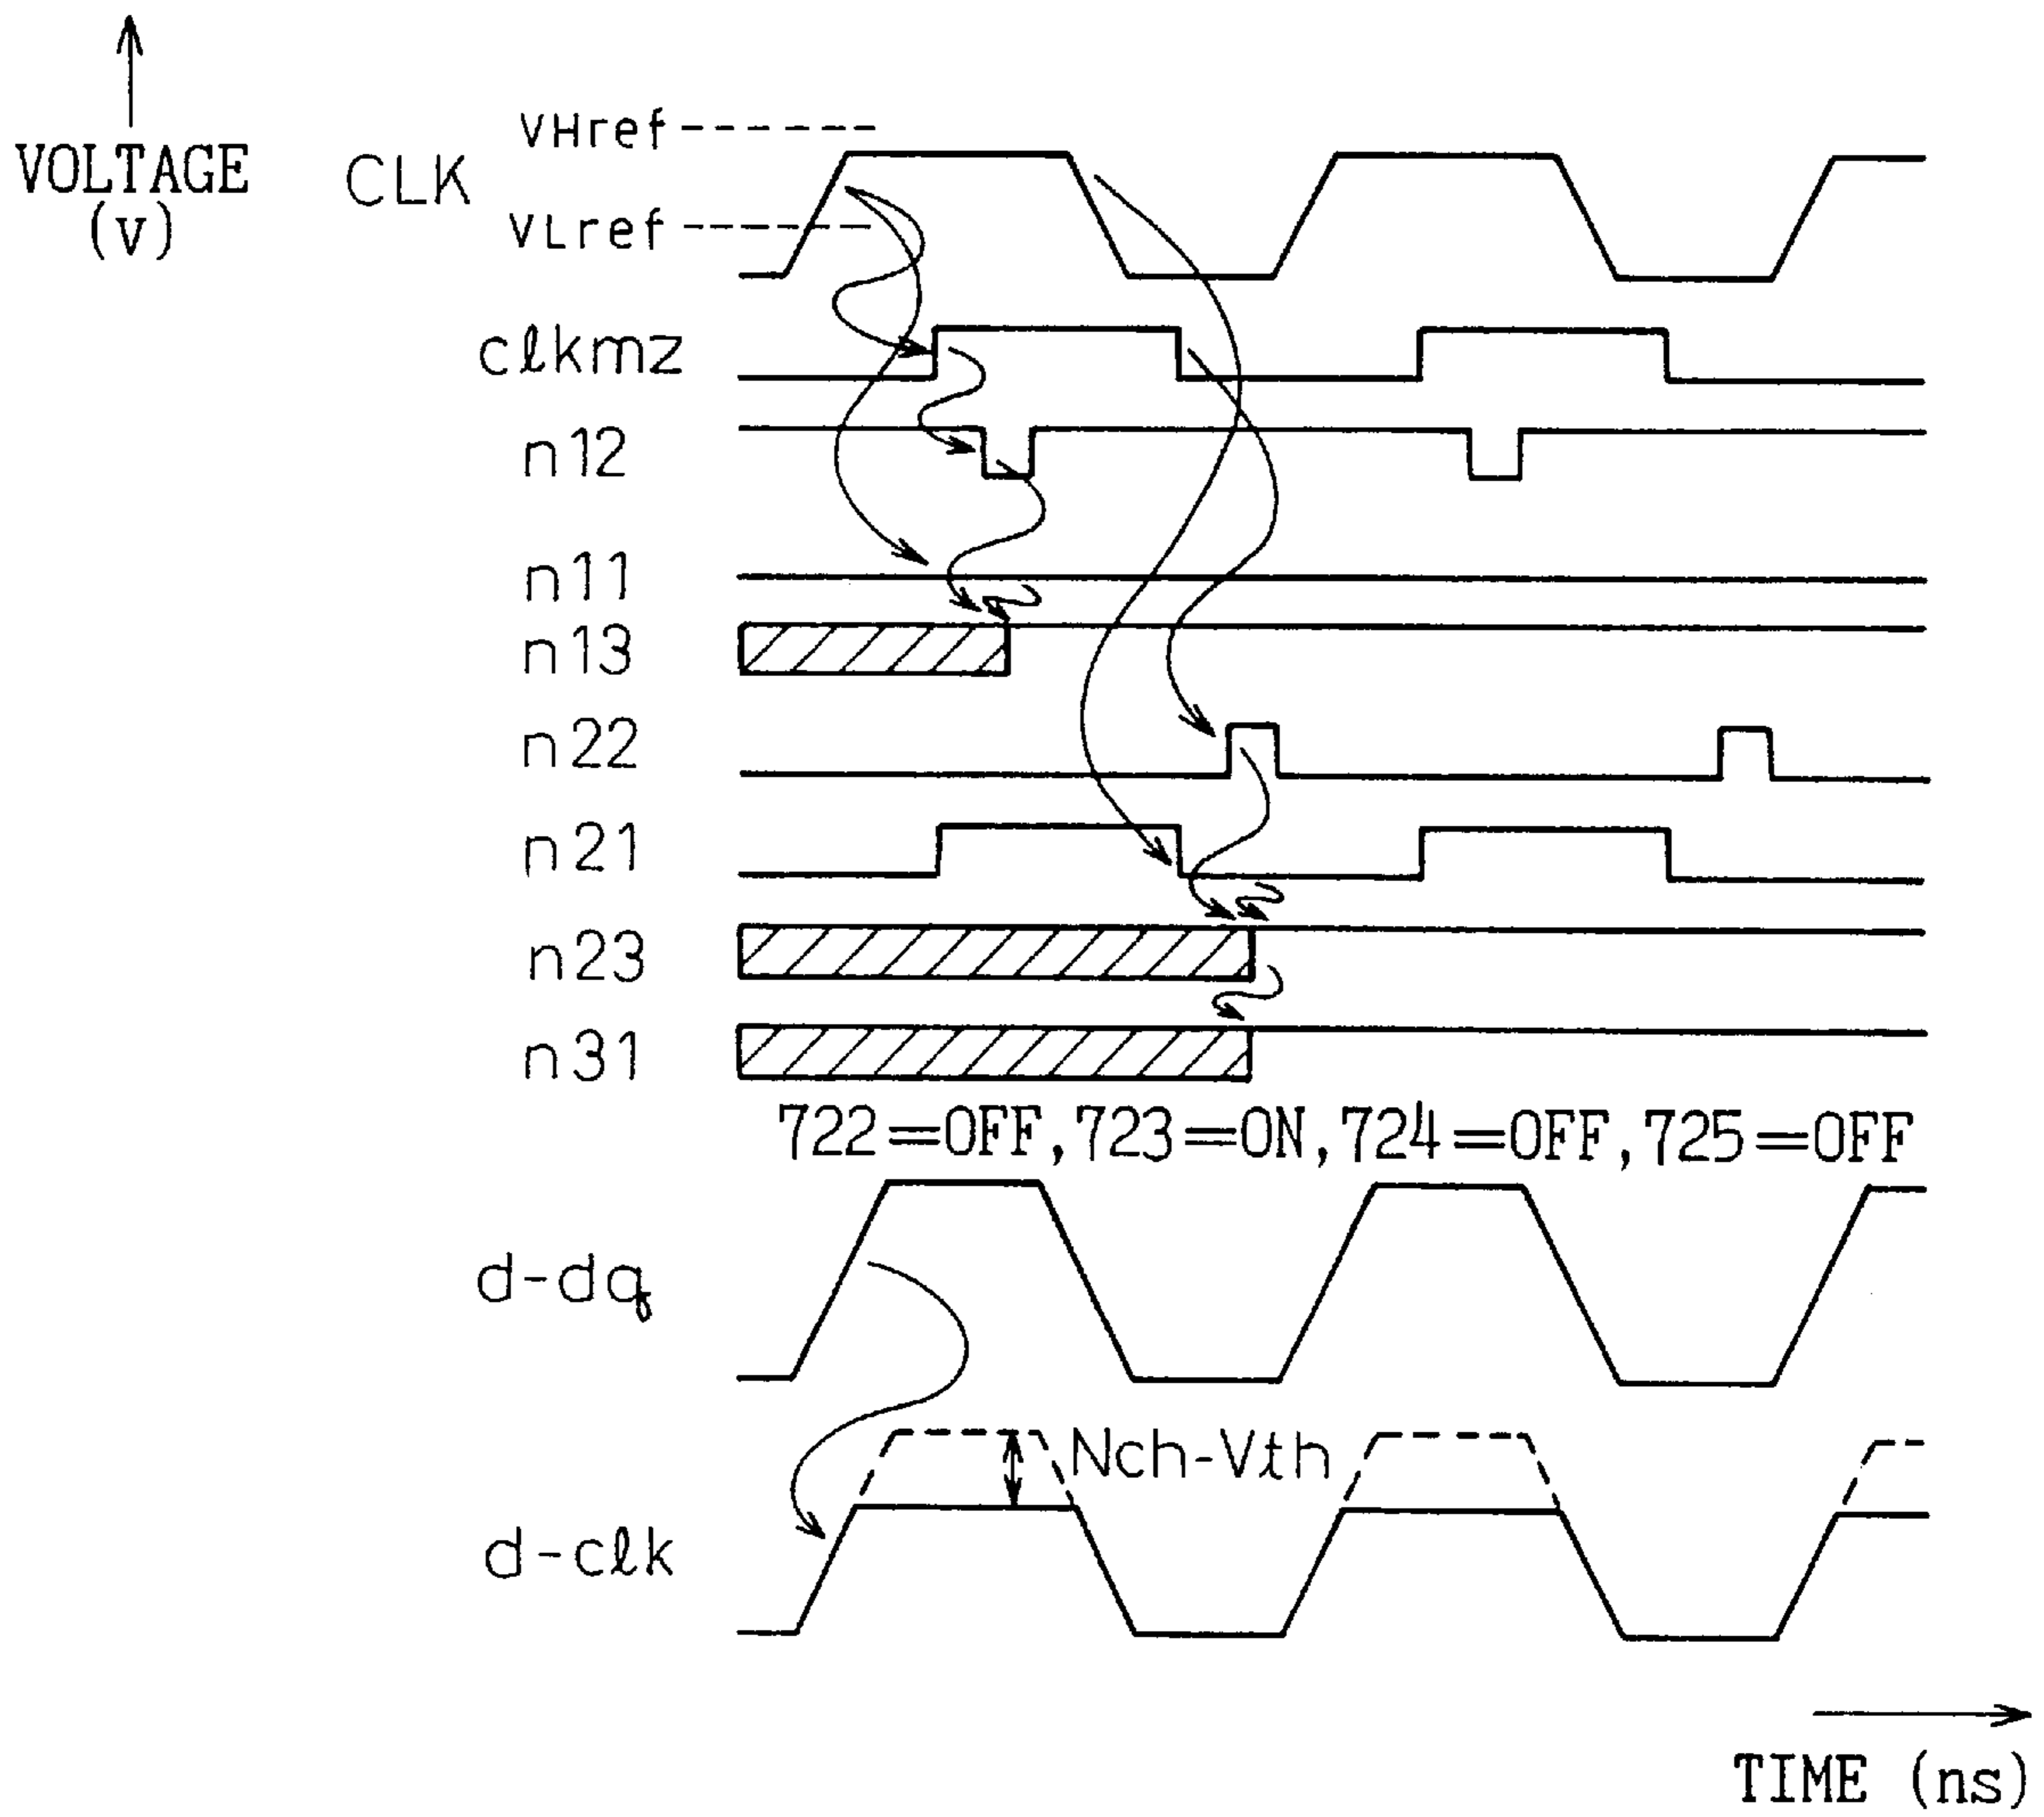 VHref
VOLTAGE
(V)
CLK
VLref
clkmz
n12
n11
n13
n22
n21
n23
n31
722=OFF,723=ON,724=OFF,725=OFF
d-dq
Nch-Vth
d-clk
TIME (ns)